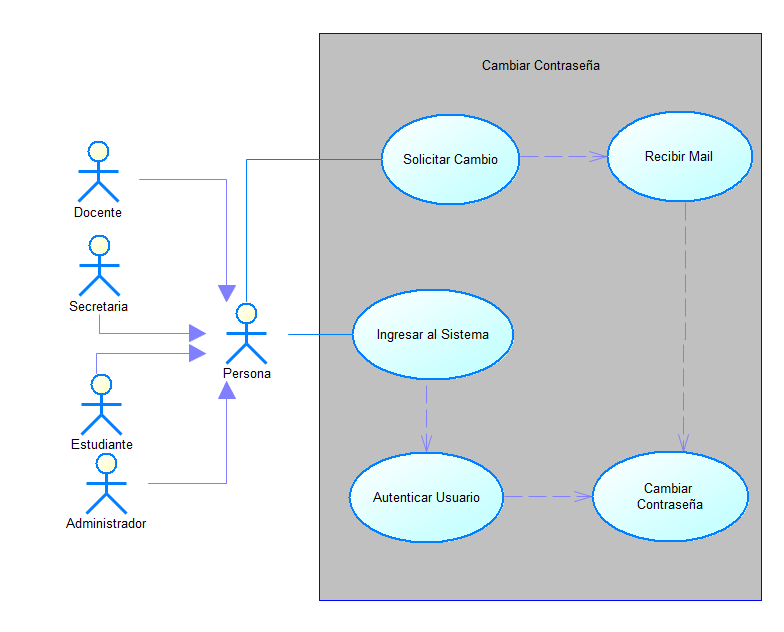 Cambiar Contraseña
Solicitar Cambio
Recibir Mail
Docente
Secretaria
Ingresar al Sistema
Persona
Estudiante
Autenticar Usuario
Cambiar
Contraseña
Administrador